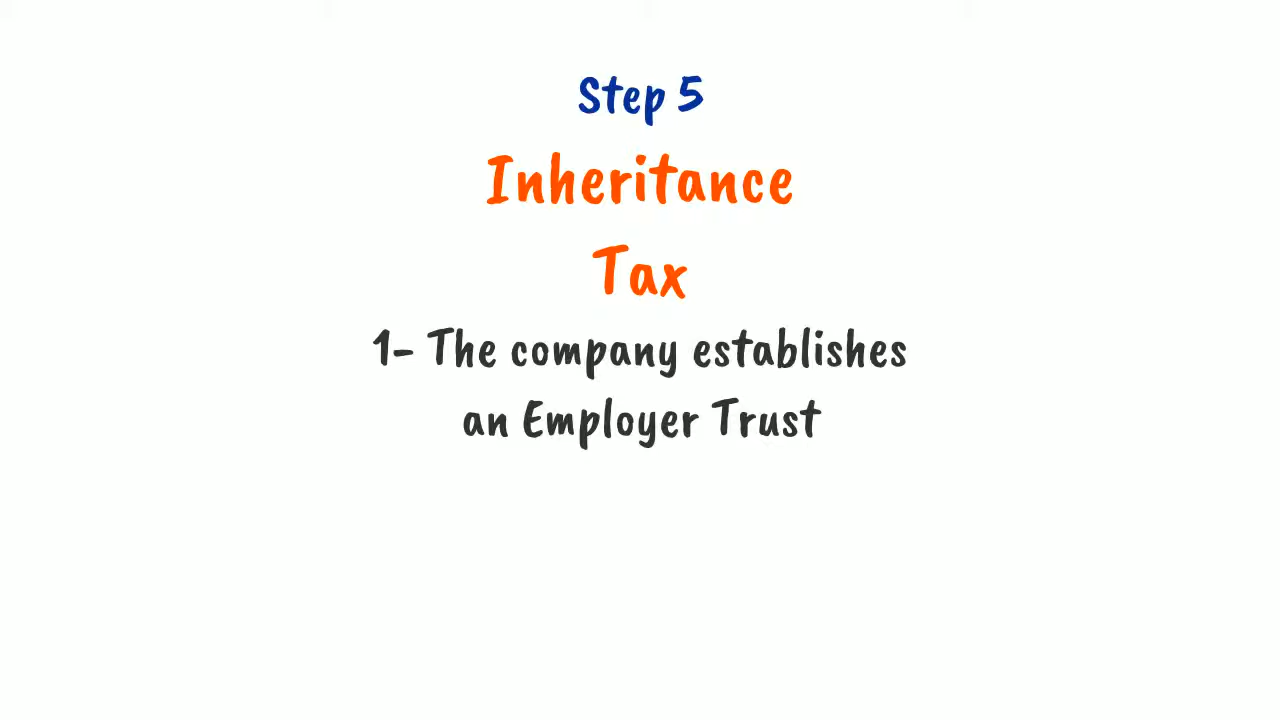 Step 5
Inheritance
Tax
1- The company establishes
an Employer Trust